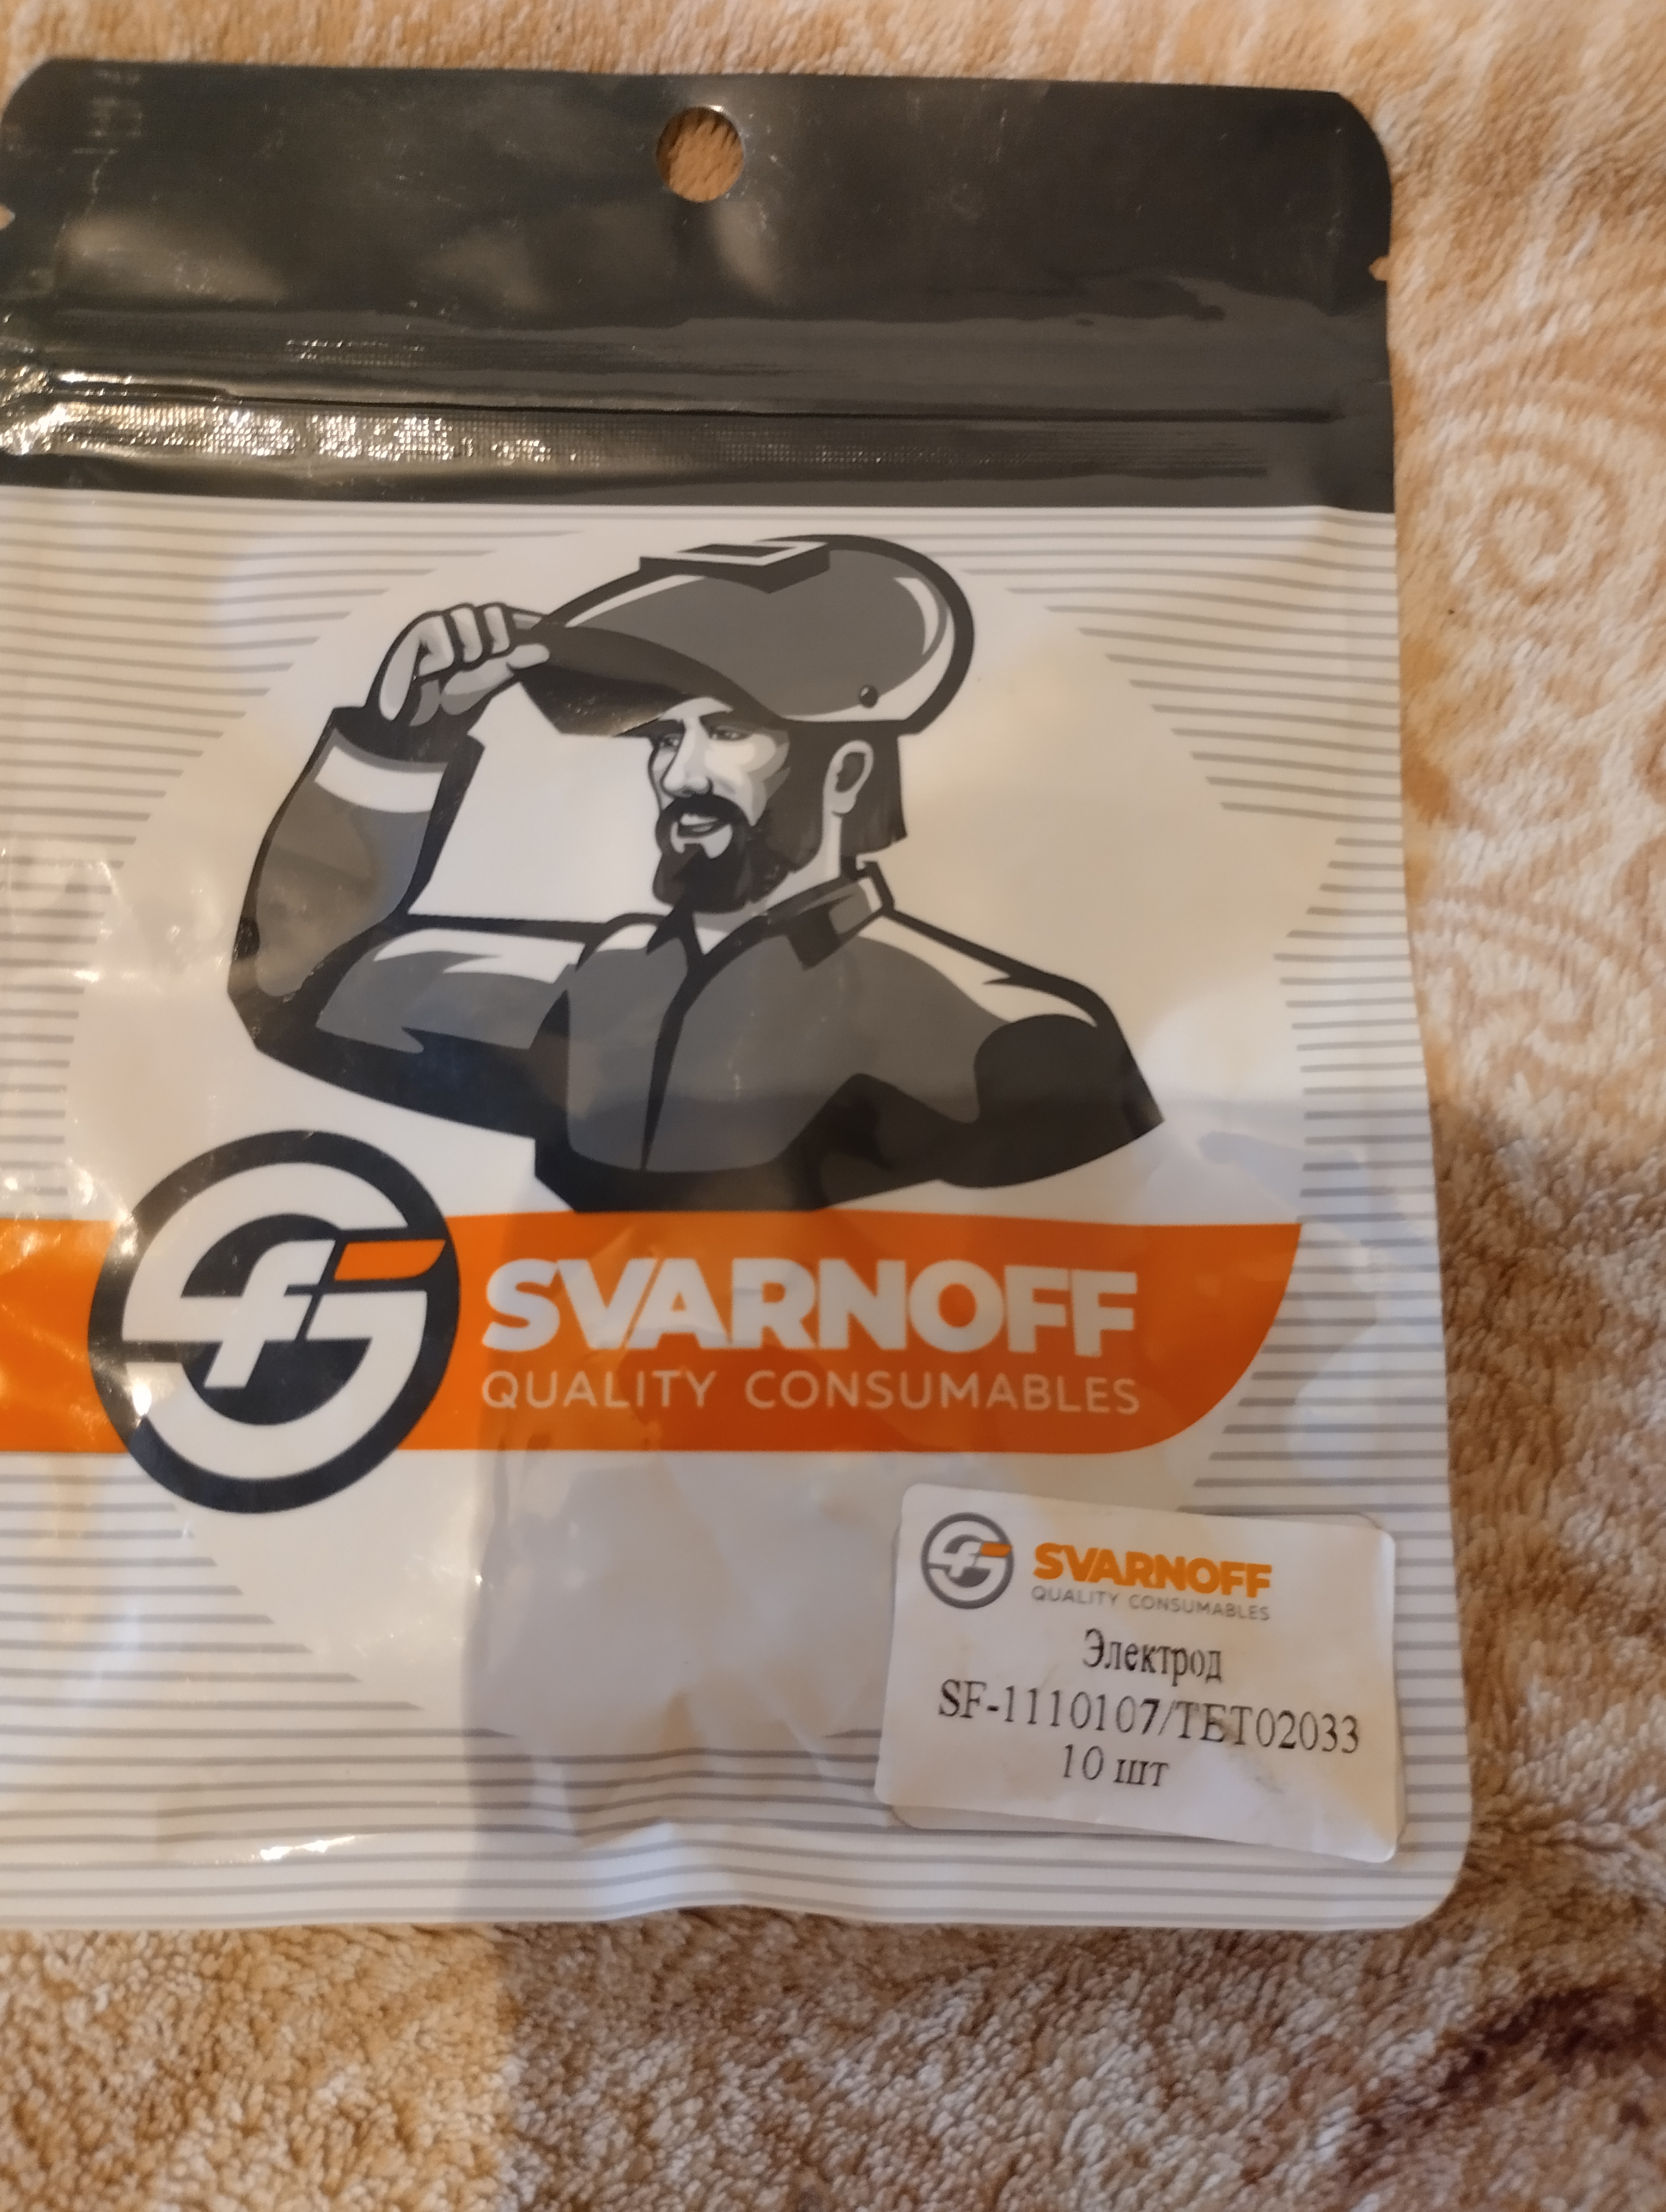 SVARNOFF
QUALITY CONSUMABLES
SVARNOFF
QUALITY CONSUMABLES
Электрод
SF-1110107/TET02033
10 шт